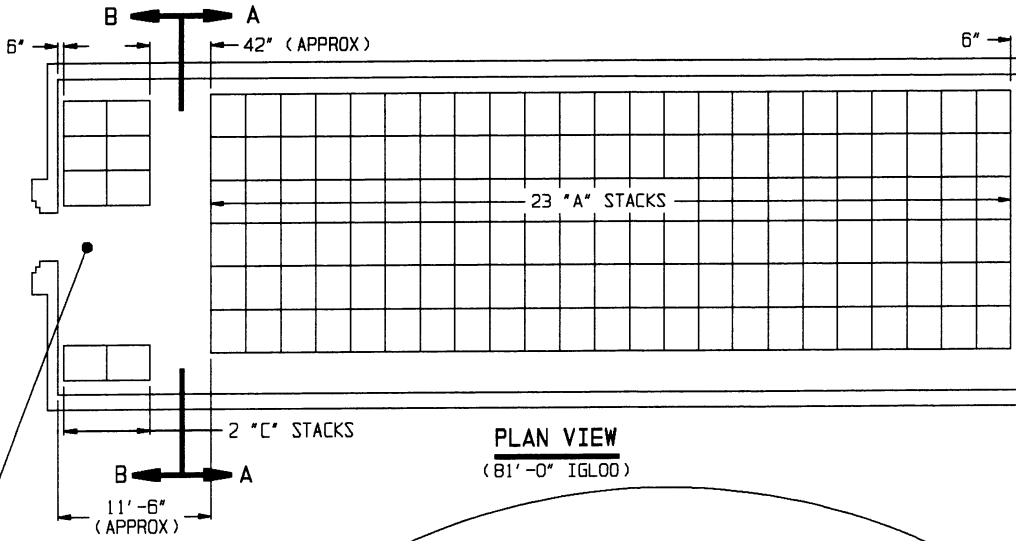 B A
6" 42" (APPROX) 6"
23 "A" STACKS
2 "C" STACKS
PLAN VIEW
(81'-0" IGLOO)
B A
11'-6"
(APPROX)